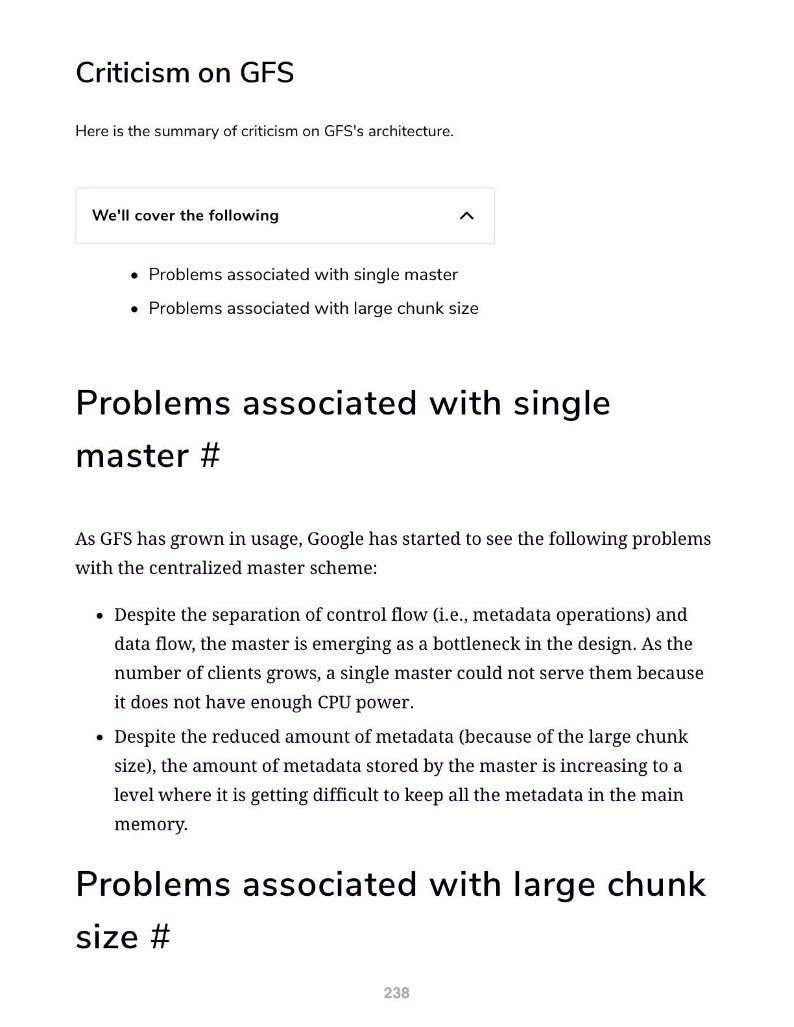 Criticism on GFS
Here is the summary of criticism on GFS's architecture.
We'll cover the following
• Problems associated with single master
• Problems associated with large chunk size
Problems associated with single
master #
As GFS has grown in usage, Google has started to see the following problems
with the centralized master scheme:
• Despite the separation of control flow (i.e., metadata operations) and
data flow, the master is emerging as a bottleneck in the design. As the
number of clients grows, a single master could not serve them because
it does not have enough CPU power.
• Despite the reduced amount of metadata (because of the large chunk
size), the amount of metadata stored by the master is increasing to a
level where it is getting difficult to keep all the metadata in the main
memory.
Problems associated with large chunk
size #
238